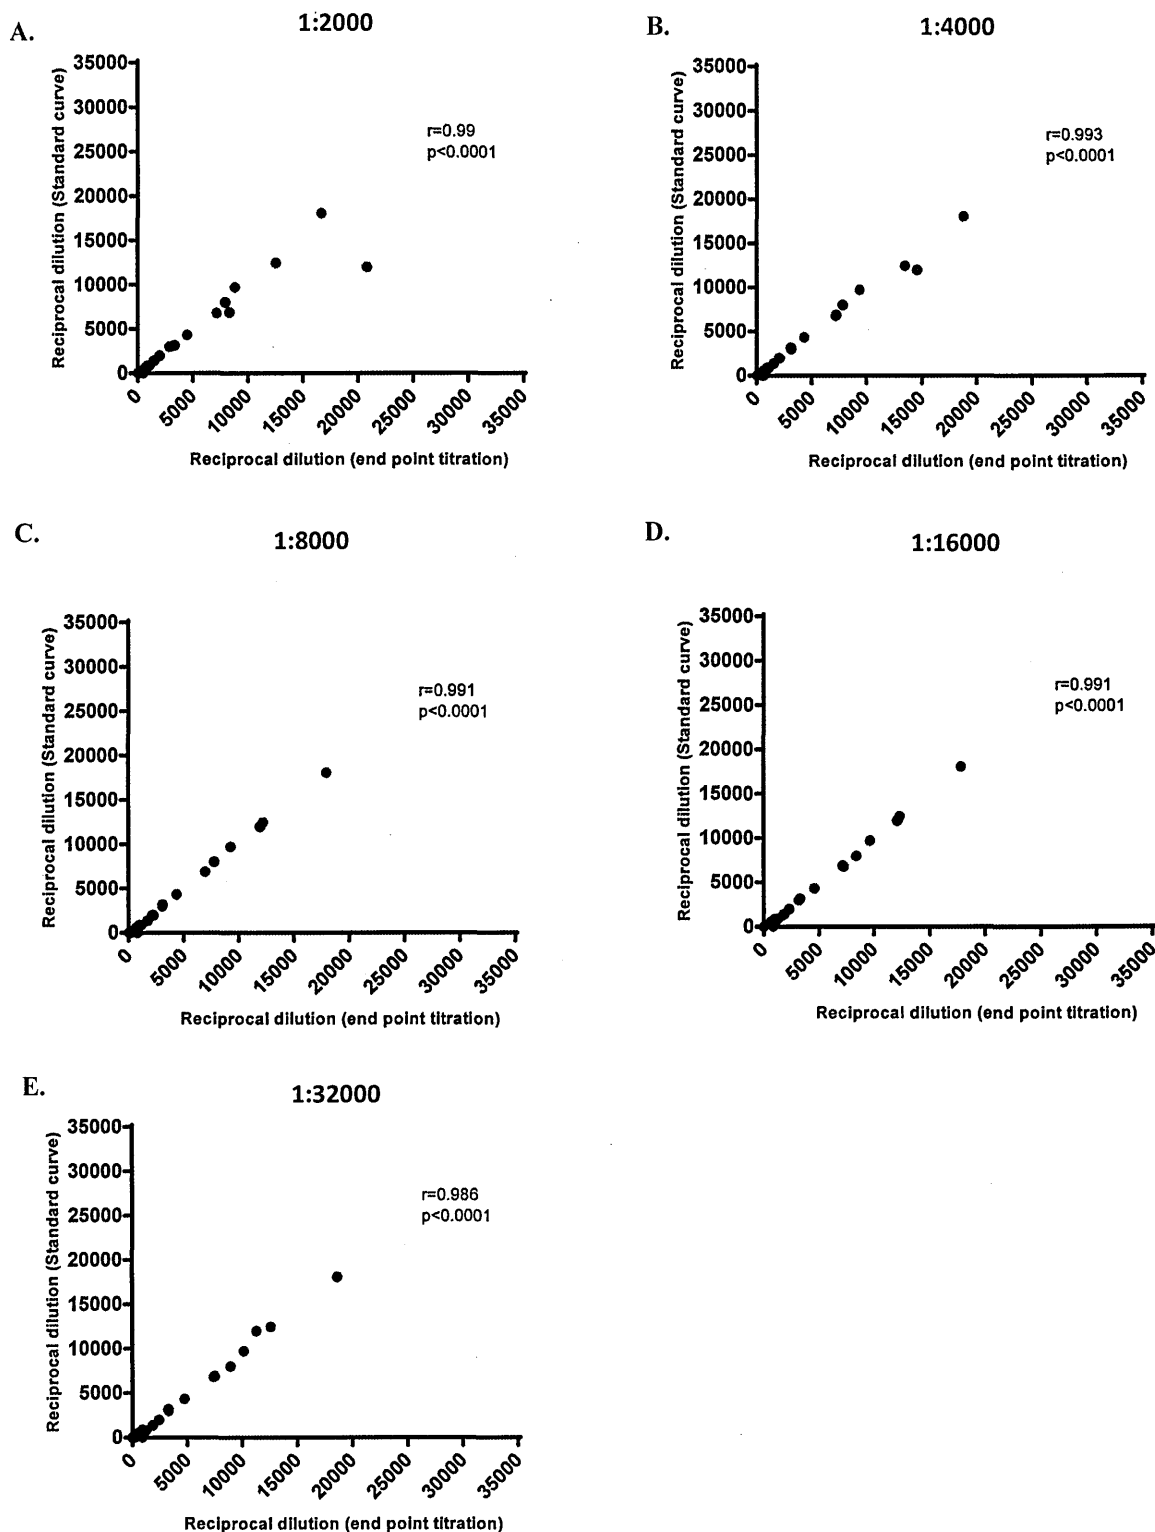 A.
1:2000
Reciprocal dilution (Standard curve)
35000
30000
25000
20000
15000
10000
5000
0
r=0.99
p<0.0001
0 5000 10000 15000 20000 25000 30000 35000
Reciprocal dilution (end point titration)
B.
1:4000
Reciprocal dilution (Standard curve)
35000
30000
25000
20000
15000
10000
5000
0
r=0.993
p<0.0001
0 5000 10000 15000 20000 25000 30000 35000
Reciprocal dilution (end point titration)
C.
1:8000
Reciprocal dilution (Standard curve)
35000
30000
25000
20000
15000
10000
5000
0
r=0.991
p<0.0001
0 5000 10000 15000 20000 25000 30000 35000
Reciprocal dilution (end point titration)
D.
1:16000
Reciprocal dilution (Standard curve)
35000
30000
25000
20000
15000
10000
5000
0
r=0.991
p<0.0001
0 5000 10000 15000 20000 25000 30000 35000
Reciprocal dilution (end point titration)
E.
1:32000
Reciprocal dilution (Standard curve)
35000
30000
25000
20000
15000
10000
5000
0
r=0.986
p<0.0001
0 5000 10000 15000 20000 25000 30000 35000
Reciprocal dilution (end point titration)